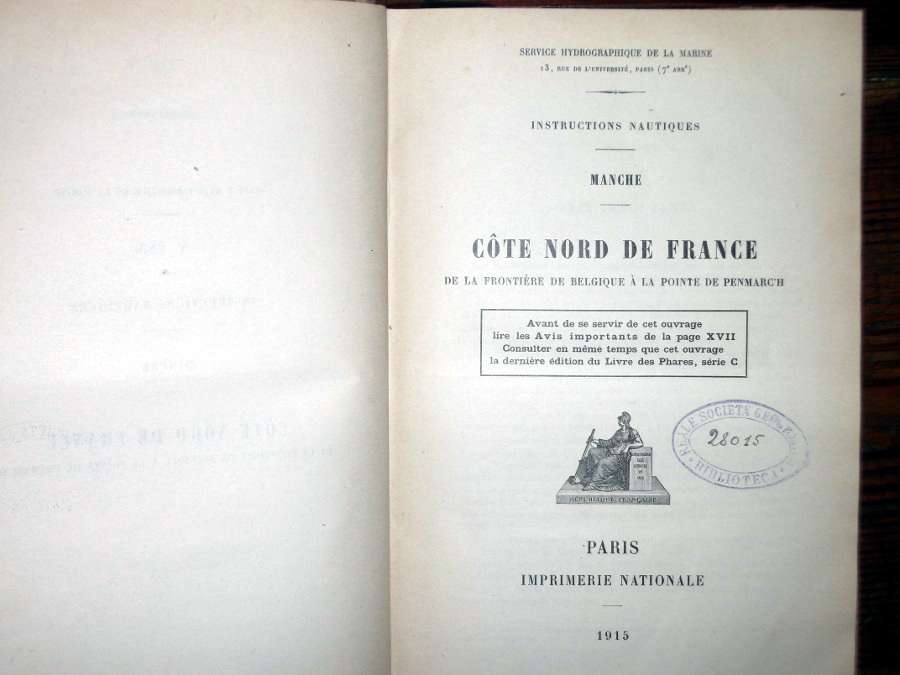 SERVICE HYDROGRAPHIQUE DE LA MARINE
13, RUE DE L'UNIVERSITÉ, PARIS (7e ARRt)
INSTRUCTIONS NAUTIQUES
MANCHE
CÔTE NORD DE FRANCE
DE LA FRONTIÈRE DE BELGIQUE À LA POINTE DE PENMARC'H
Avant de se servir de cet ouvrage
lire les Avis importants de la page XVII
Consulter en même temps que cet ouvrage
la dernière édition du Livre des Phares, série C
REALE SOCIETÀ
28015
BIBLIOTECA
RÉPUBLIQUE FRANÇAISE
PARIS
IMPRIMERIE NATIONALE
1915